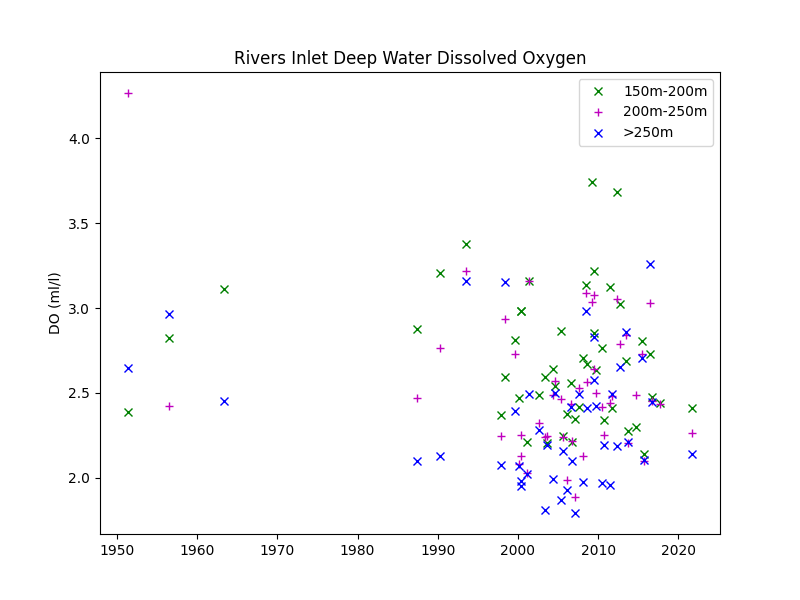 Rivers Inlet Deep Water Dissolved Oxygen
150m-200m
200m-250m
>250m
4.0
3.5
3.0
2.5
2.0
DO (ml/l)
1950 1960 1970 1980 1990 2000 2010 2020